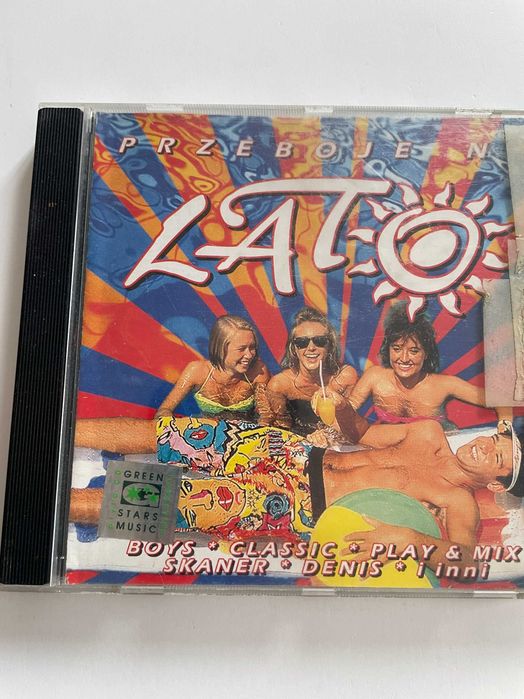 PRZEBOJE N
LATO
GREEN
STARS
MUSIC
BOYS * CLASSIC * PLAY & MIX
SKANER * DENIS * i inni